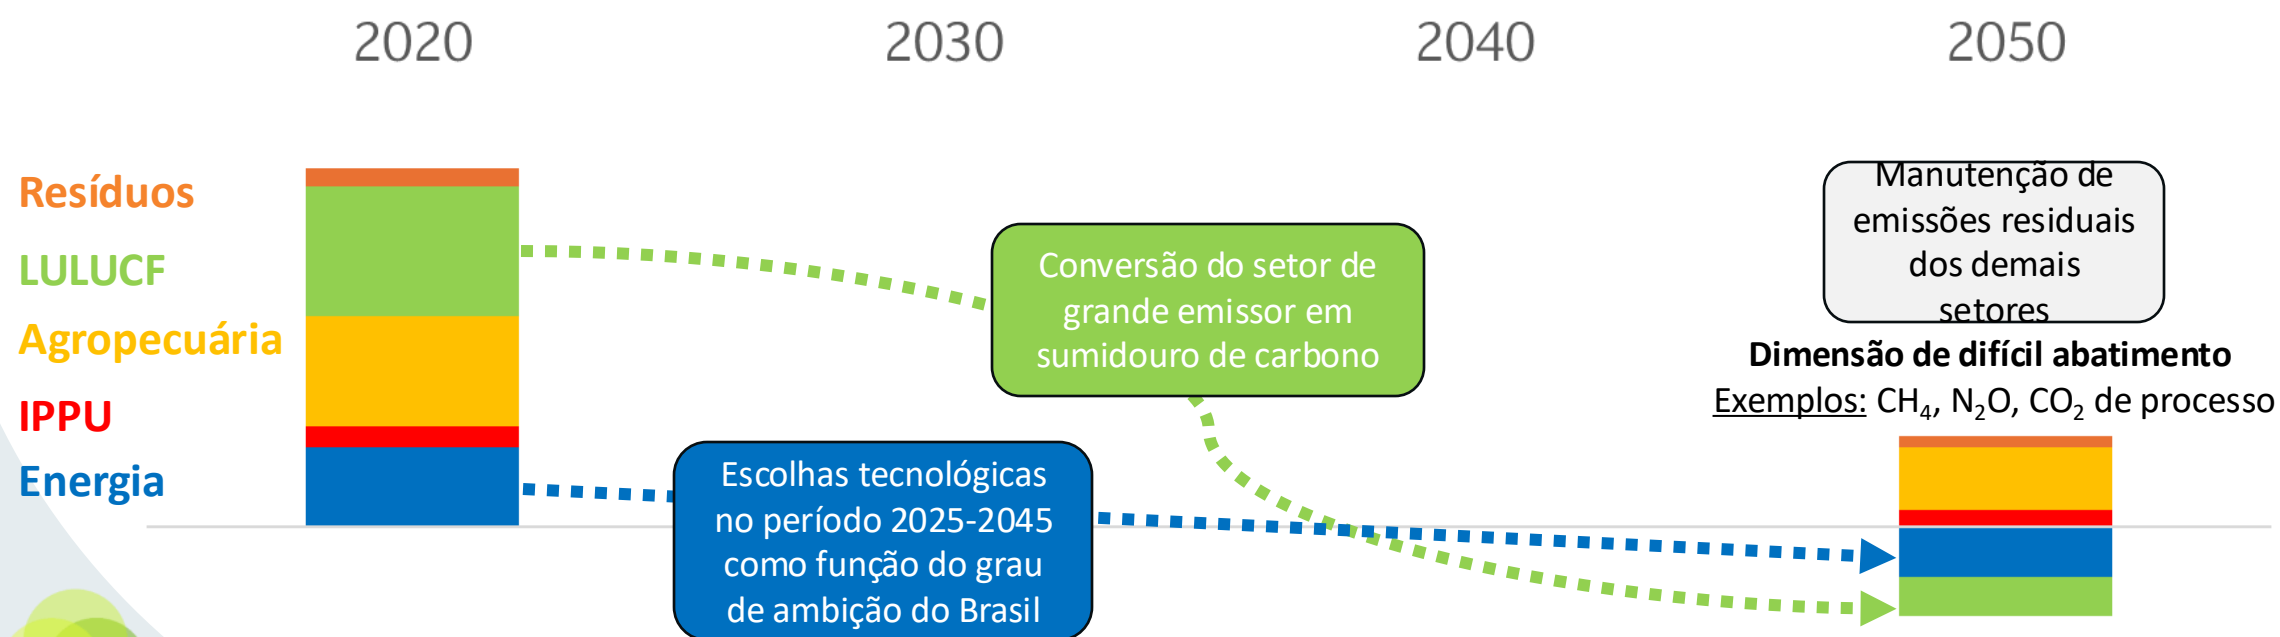 2020
2030
2040
2050
Resíduos
LULUCF
Agropecuária
IPPU
Energia
Conversão do setor de
grande emissor em
sumidouro de carbono
Escolhas tecnológicas
no período 2025-2045
como função do grau
de ambição do Brasil
Manutenção de
emissões residuais
dos demais
setores
Dimensão de difícil abatimento
Exemplos: CH₄, N₂O, CO₂ de processo